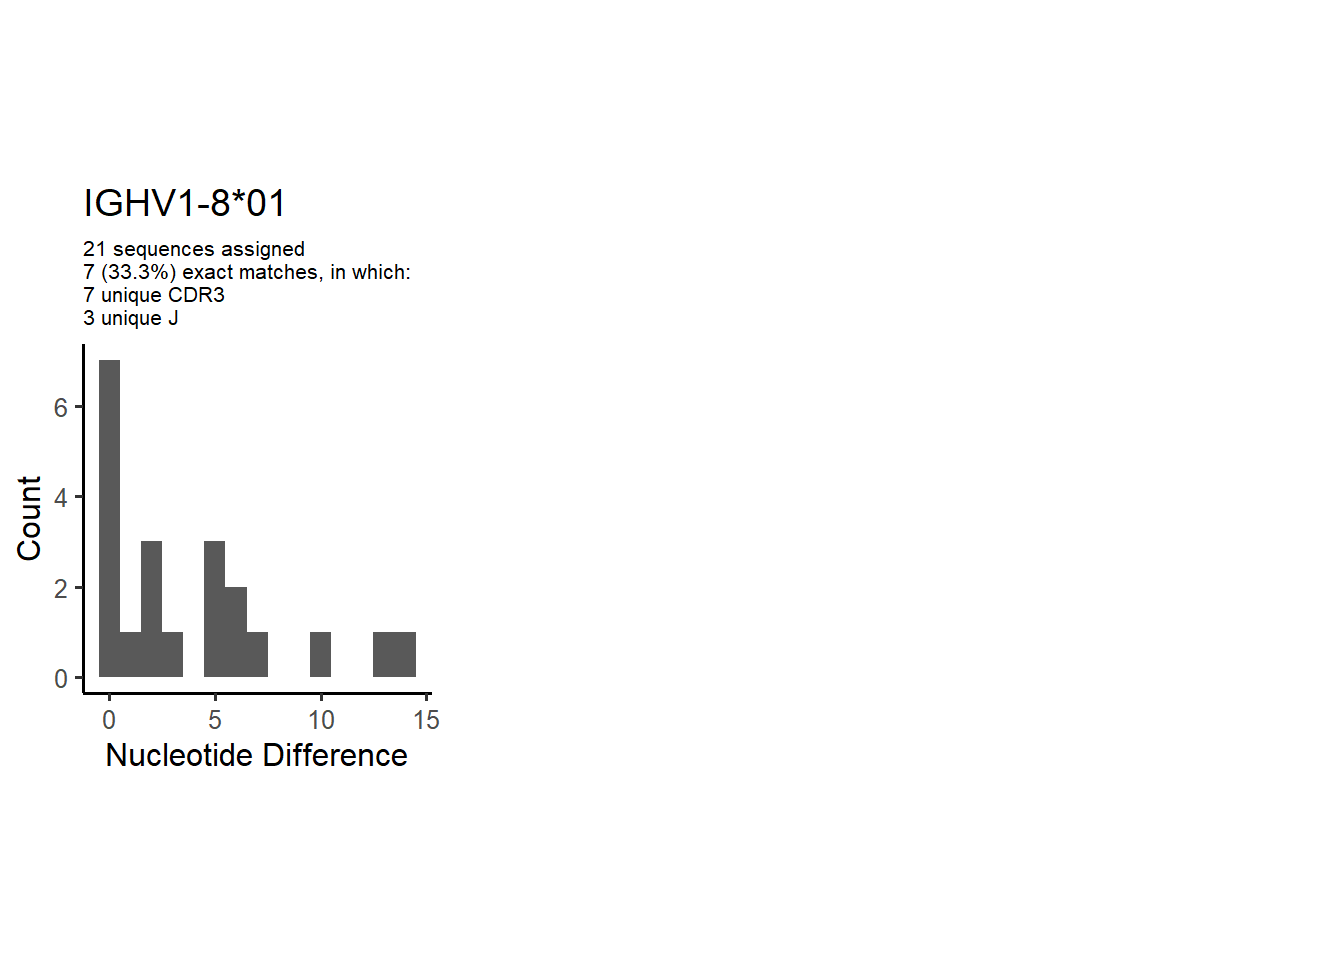 IGHV1-8*01
21 sequences assigned
7 (33.3%) exact matches, in which:
7 unique CDR3
3 unique J
6
4
2
0
Count
0 5 10 15
Nucleotide Difference